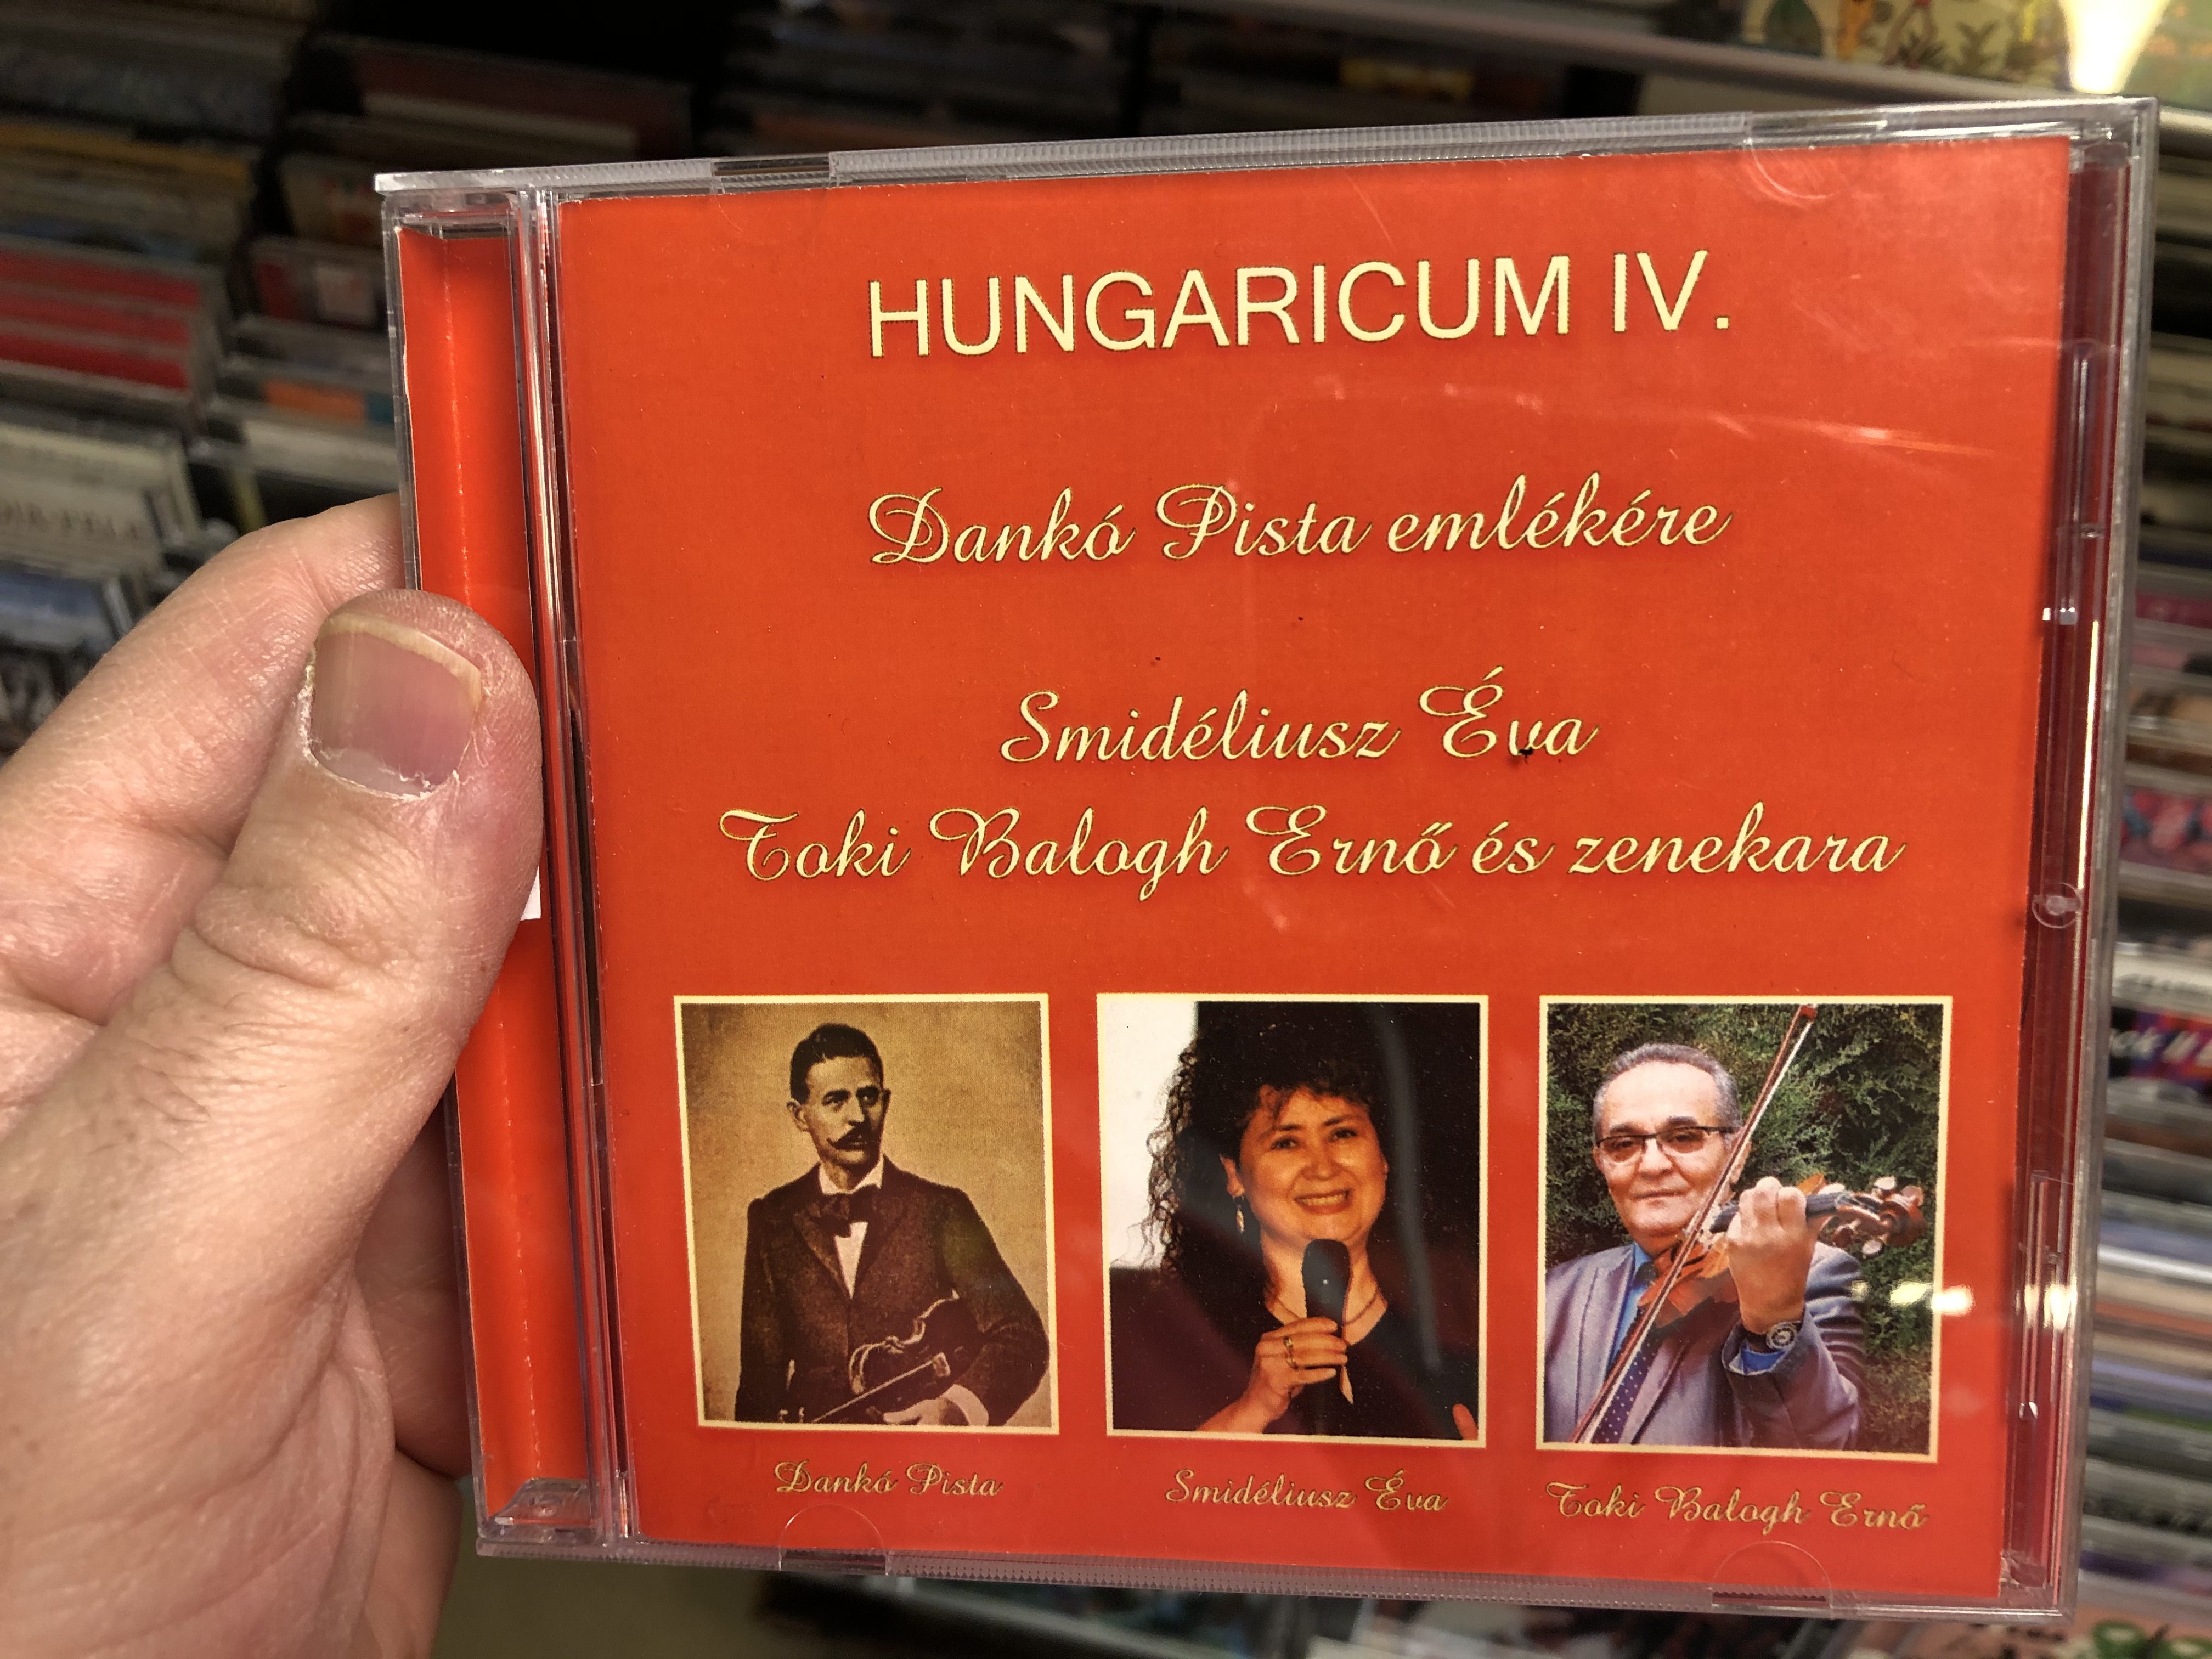 HUNGARICUM IV.
Dankó Pista emlékére
Smidéliusz Éva
Toki Balogh Ernő és zenekara
Dankó Pista
Smidéliusz Éva
Toki Balogh Ernő